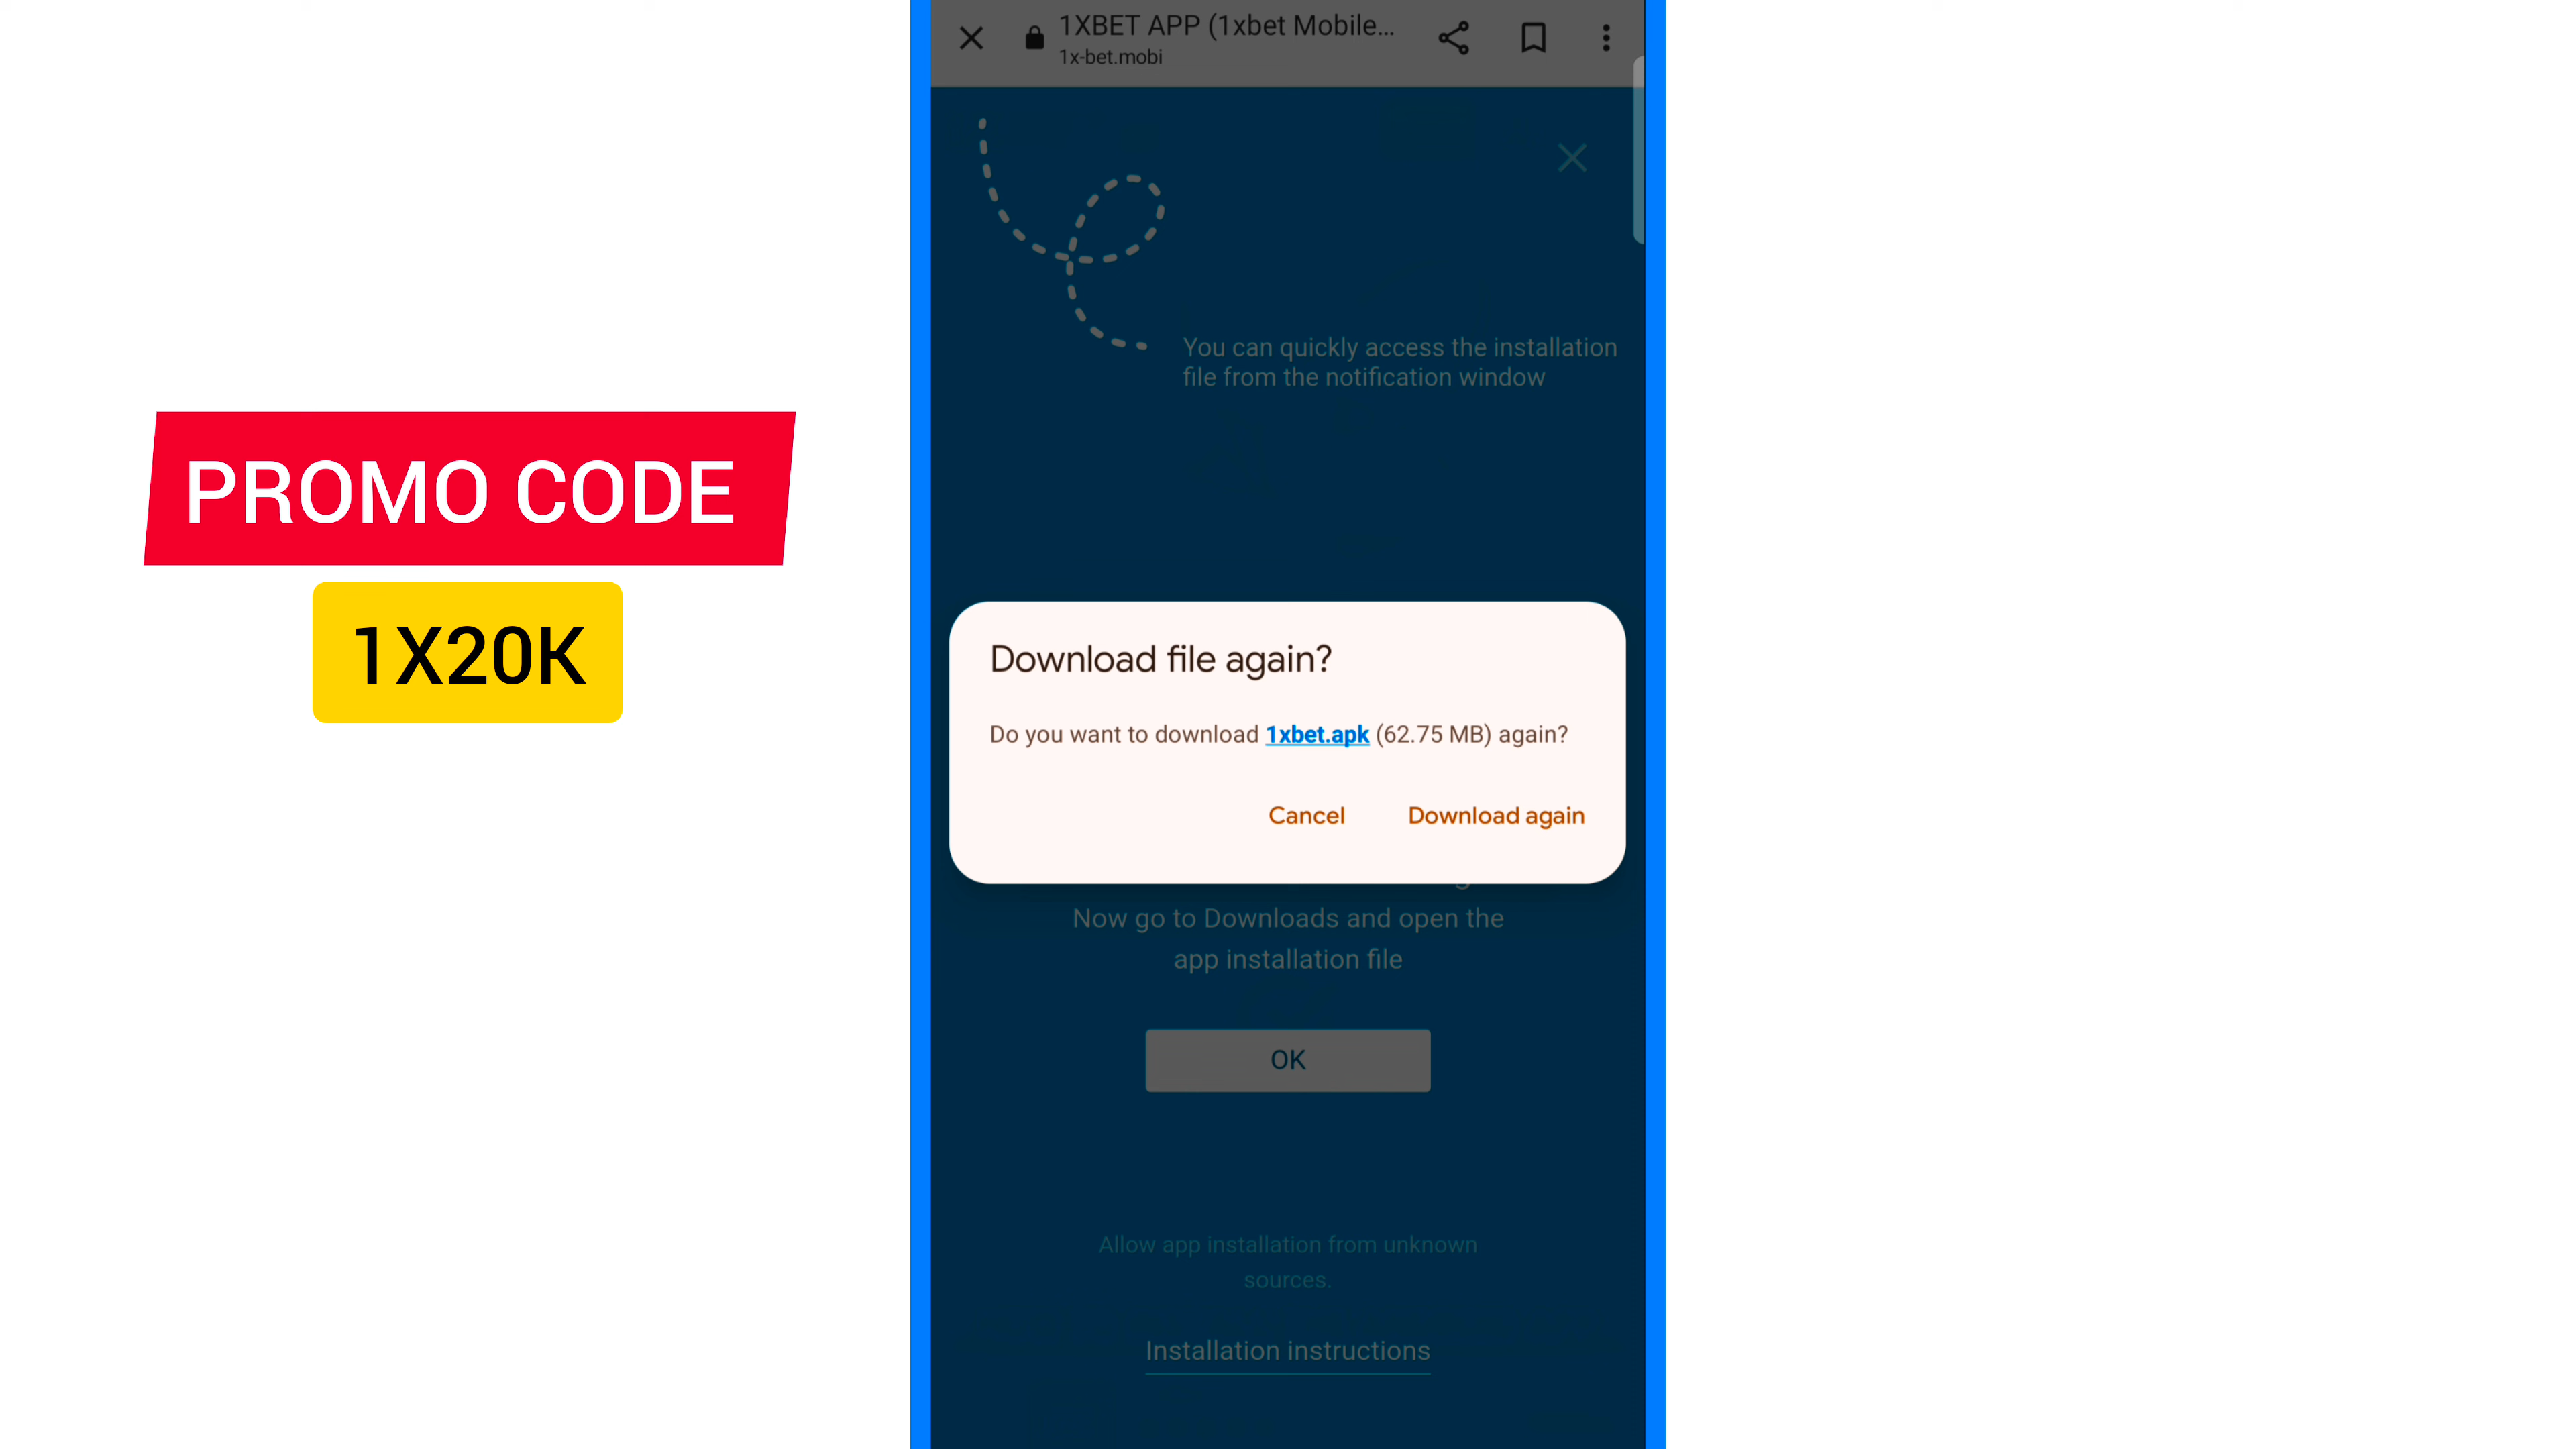 1XBET APP (1xbet Mobile...
1x-bet.mobi
You can quickly access the installation
file from the notification window
PROMO CODE
1X20K
Download file again?
Do you want to download 1xbet.apk (62.75 MB) again?
Cancel
Download again
Now go to Downloads and open the
app installation file
OK
Allow app installation from unknown
sources.
Installation instructions